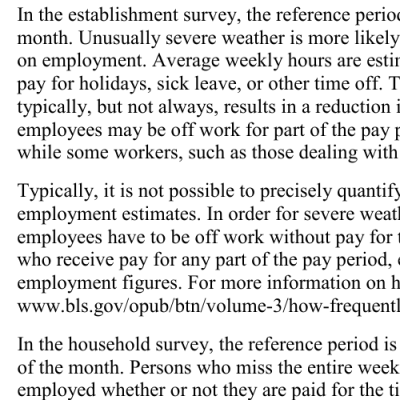 In the establishment survey, the reference perio
month. Unusually severe weather is more likely
on employment. Average weekly hours are esti
pay for holidays, sick leave, or other time off. T
typically, but not always, results in a reduction i
employees may be off work for part of the pay p
while some workers, such as those dealing with
Typically, it is not possible to precisely quantify
employment estimates. In order for severe weat
employees have to be off work without pay for t
who receive pay for any part of the pay period,
employment figures. For more information on h
www.bls.gov/opub/btn/volume-3/how-frequentl
In the household survey, the reference period is
of the month. Persons who miss the entire week
employed whether or not they are paid for the ti